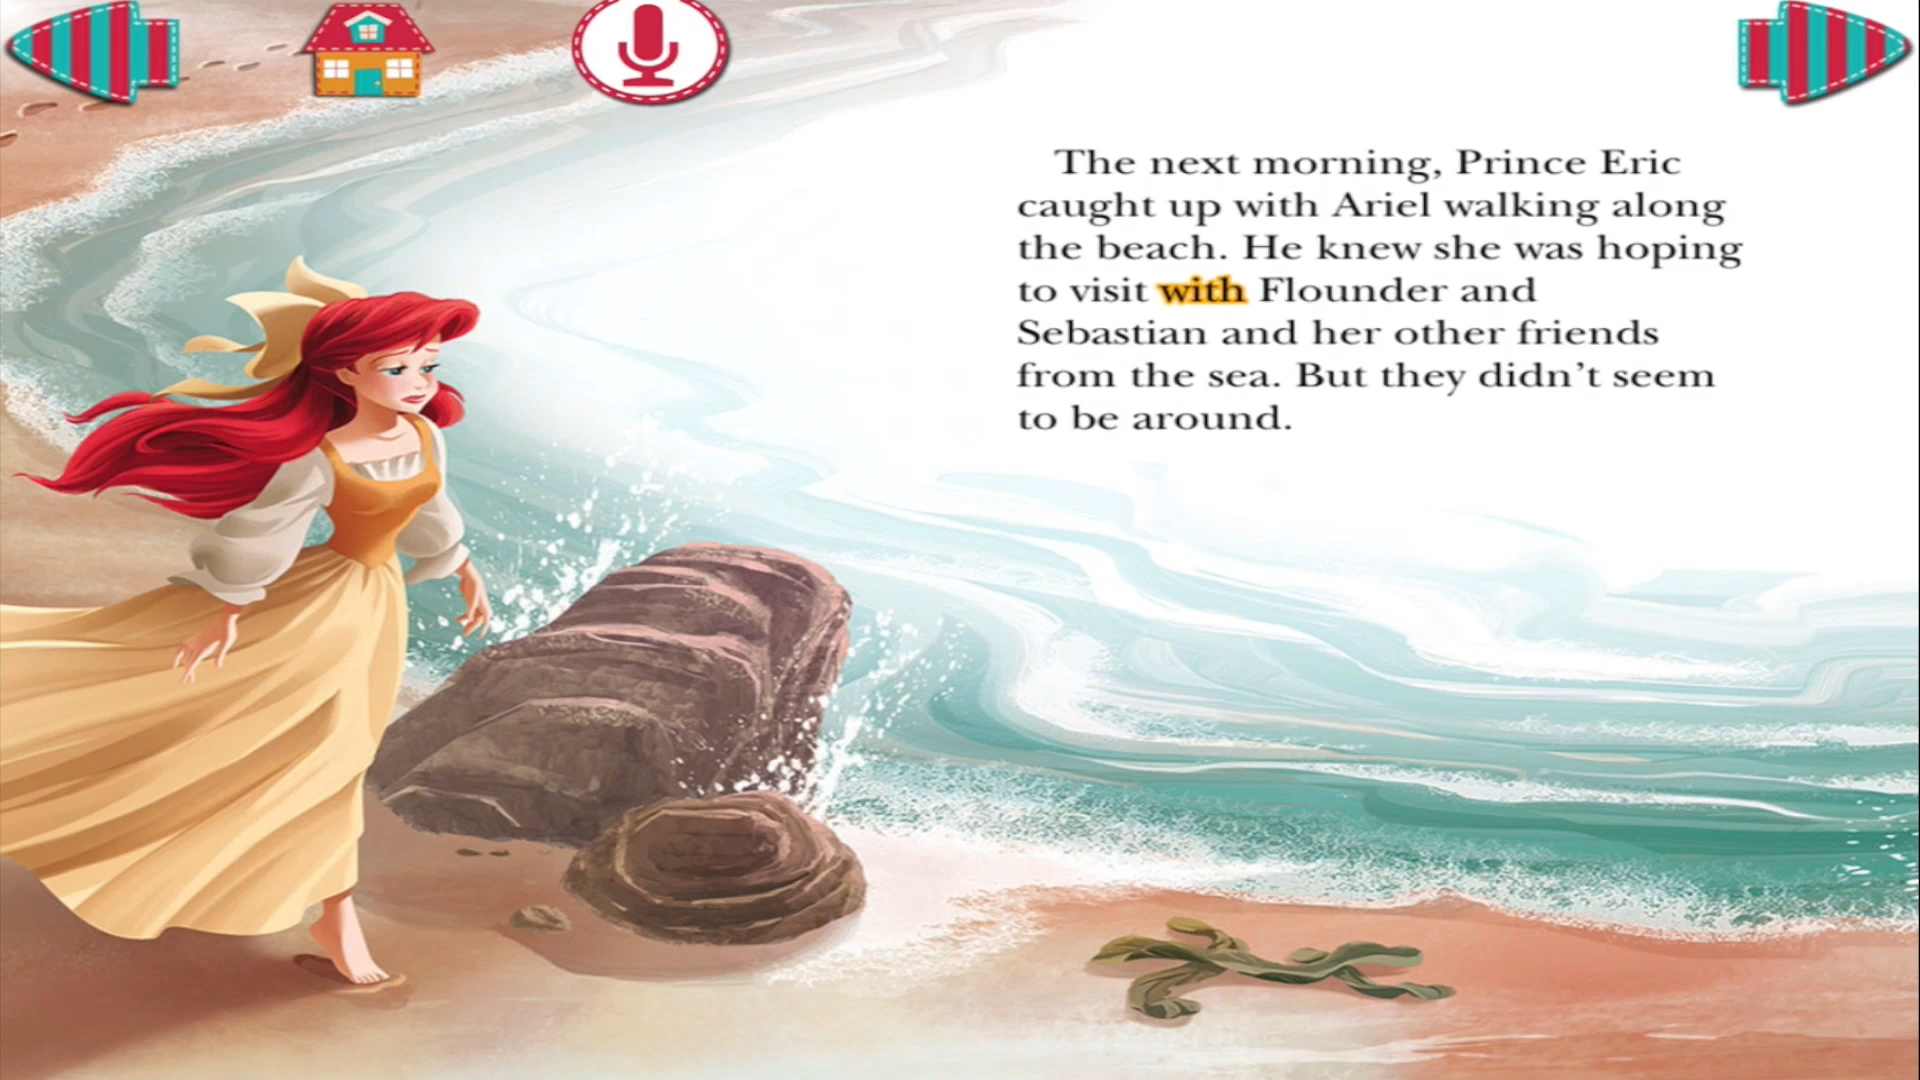 The next morning, Prince Eric
caught up with Ariel walking along
the beach. He knew she was hoping
to visit with Flounder and
Sebastian and her other friends
from the sea. But they didn’t seem
to be around.